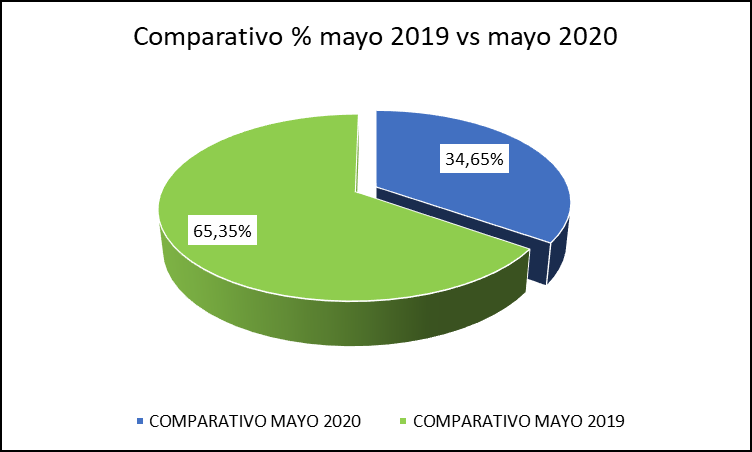 Comparativo % mayo 2019 vs mayo 2020
34,65%
65,35%
COMPARATIVO MAYO 2020 COMPARATIVO MAYO 2019